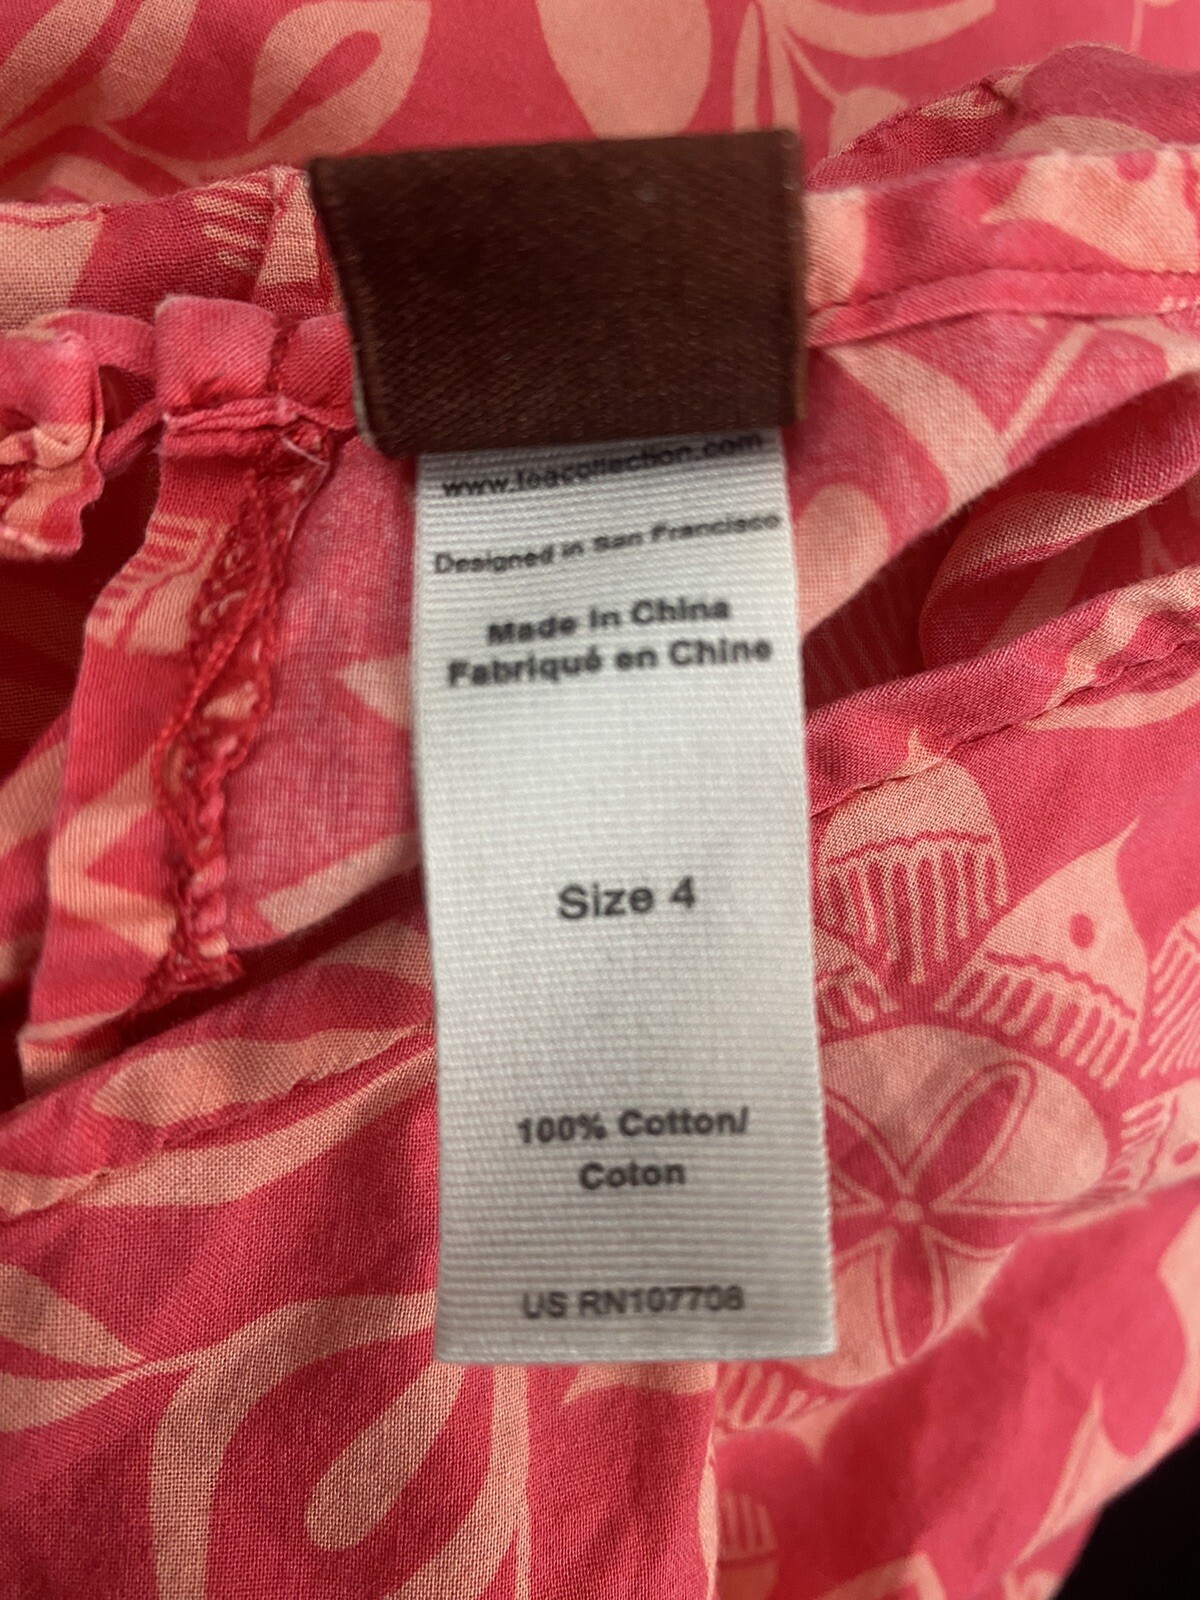 www.teacollection.com
Designed in San Francisco
Made in China
Fabriqué en Chine
Size 4
100% Cotton/
Coton
US RN107708